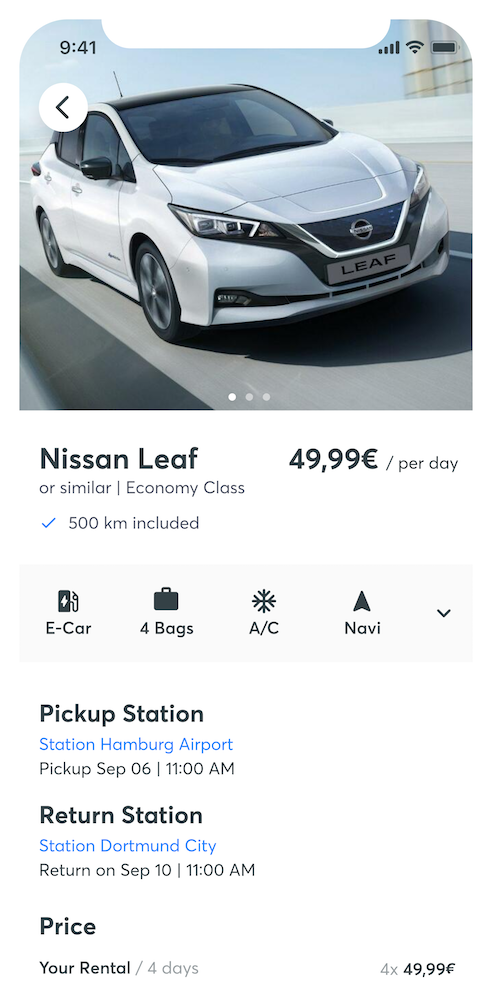 9:41
NISSAN
LEAF
Nissan Leaf
49,99€ / per day
or similar | Economy Class
500 km included
E-Car
4 Bags
A/C
Navi
Pickup Station
Station Hamburg Airport
Pickup Sep 06 | 11:00 AM
Return Station
Station Dortmund City
Return on Sep 10 | 11:00 AM
Price
Your Rental / 4 days
4x 49,99€